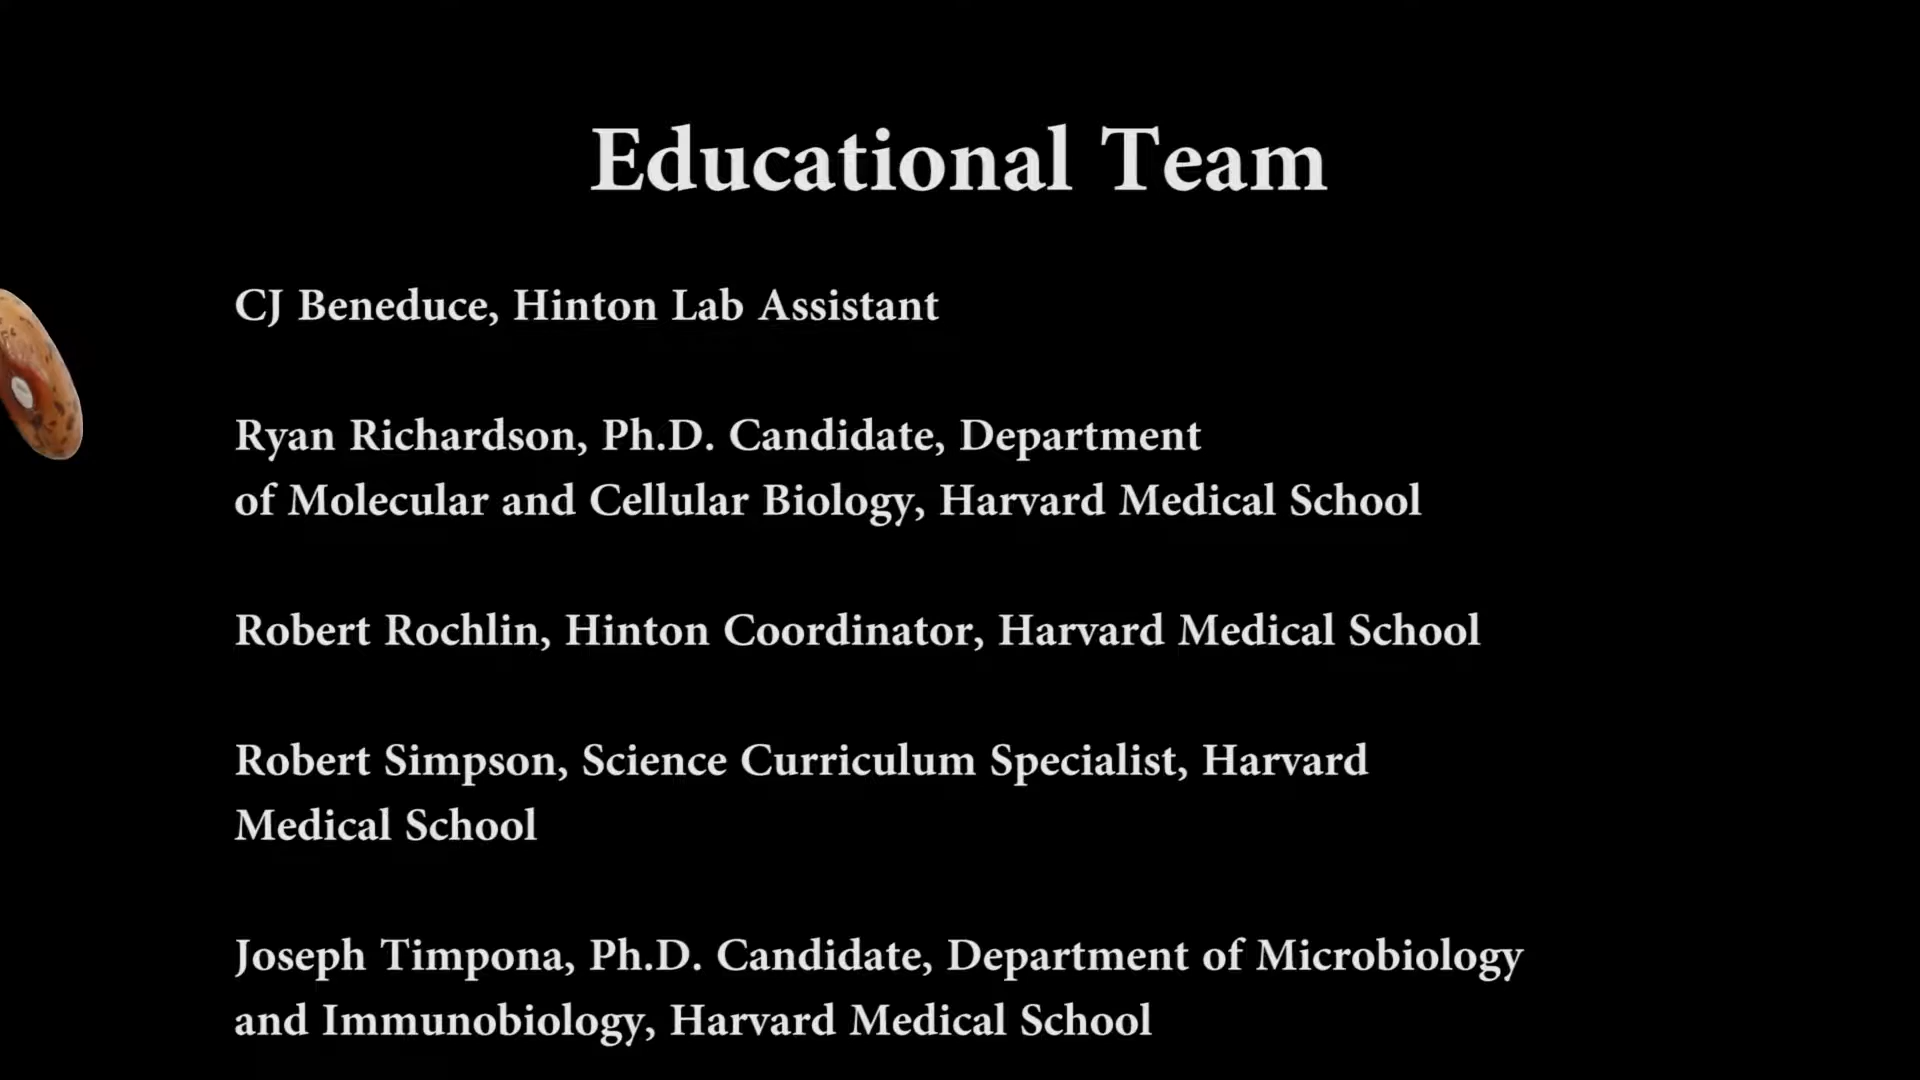 Educational Team
CJ Beneduce, Hinton Lab Assistant
Ryan Richardson, Ph.D. Candidate, Department
of Molecular and Cellular Biology, Harvard Medical School
Robert Rochlin, Hinton Coordinator, Harvard Medical School
Robert Simpson, Science Curriculum Specialist, Harvard
Medical School
Joseph Timpona, Ph.D. Candidate, Department of Microbiology
and Immunobiology, Harvard Medical School